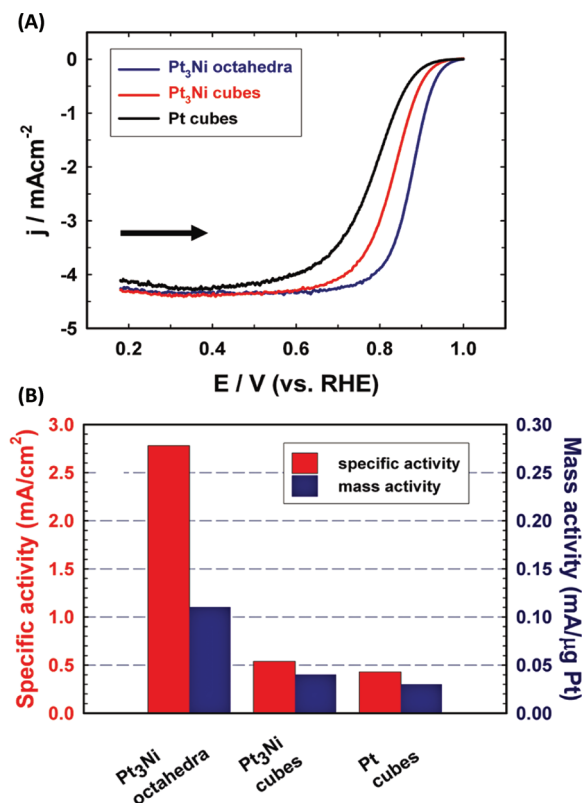 (A)
Pt₃Ni octahedra
Pt₃Ni cubes
Pt cubes
j / mAcm⁻²
0
-1
-2
-3
-4
-5
0.2 0.4 0.6 0.8 1.0
E / V (vs. RHE)
(B)
Specific activity (mA/cm²)
3.0
2.5
2.0
1.5
1.0
0.5
0.0
specific activity
mass activity
0.30
0.25
0.20
0.15
0.10
0.05
0.00
Mass activity (mA/μg Pt)
Pt₃Ni
octahedra
Pt₃Ni
cubes
Pt
cubes